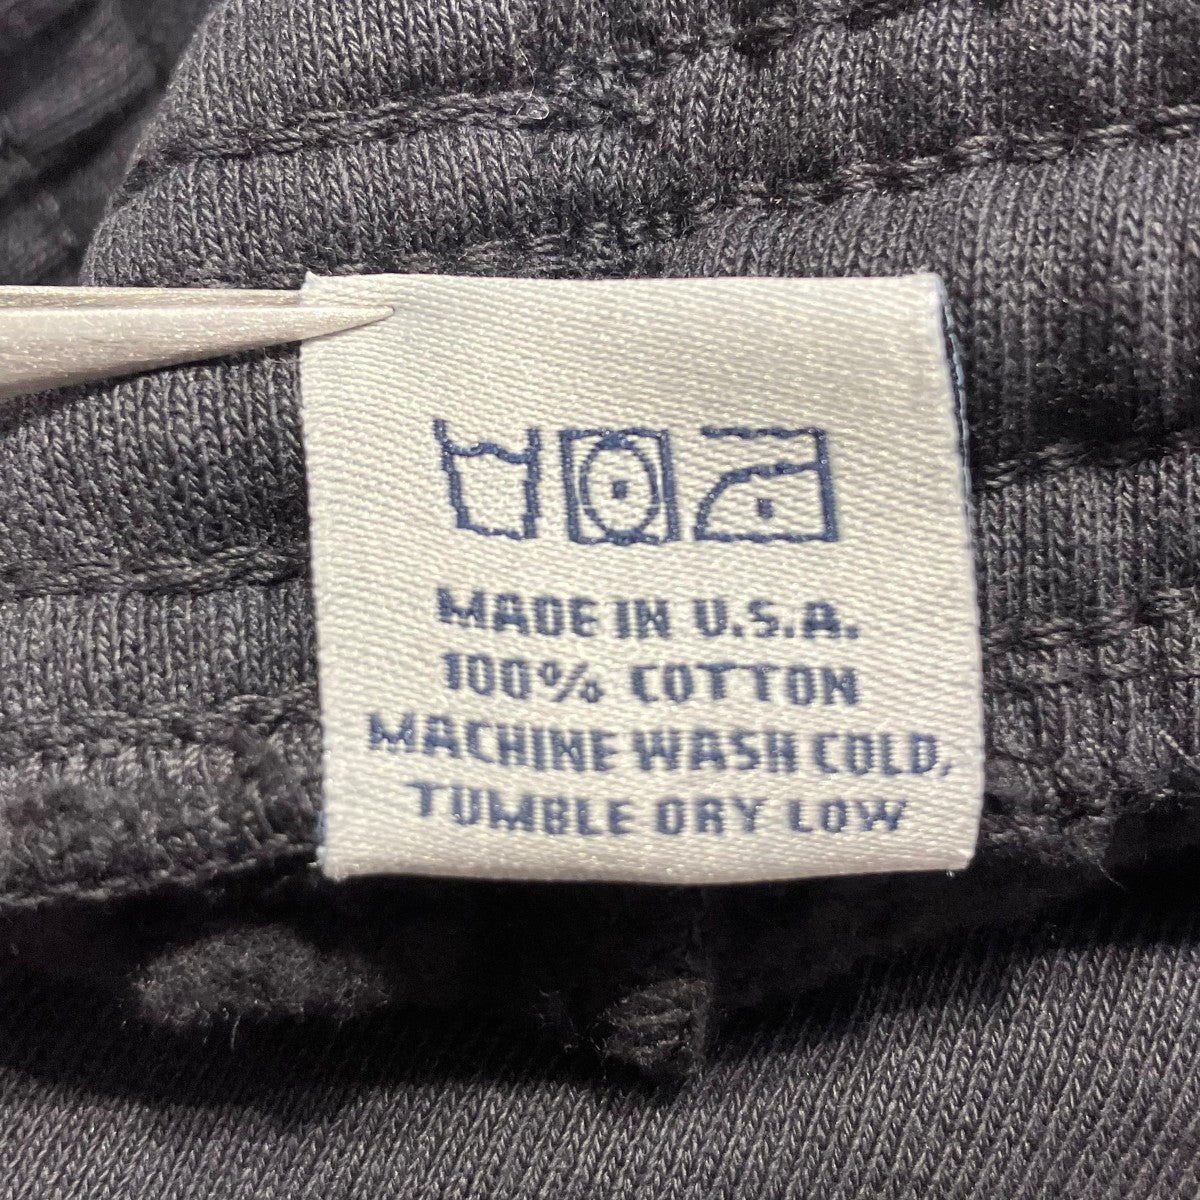 MADE IN U.S.A.
100% COTTON
MACHINE WASH COLD,
TUMBLE DRY LOW